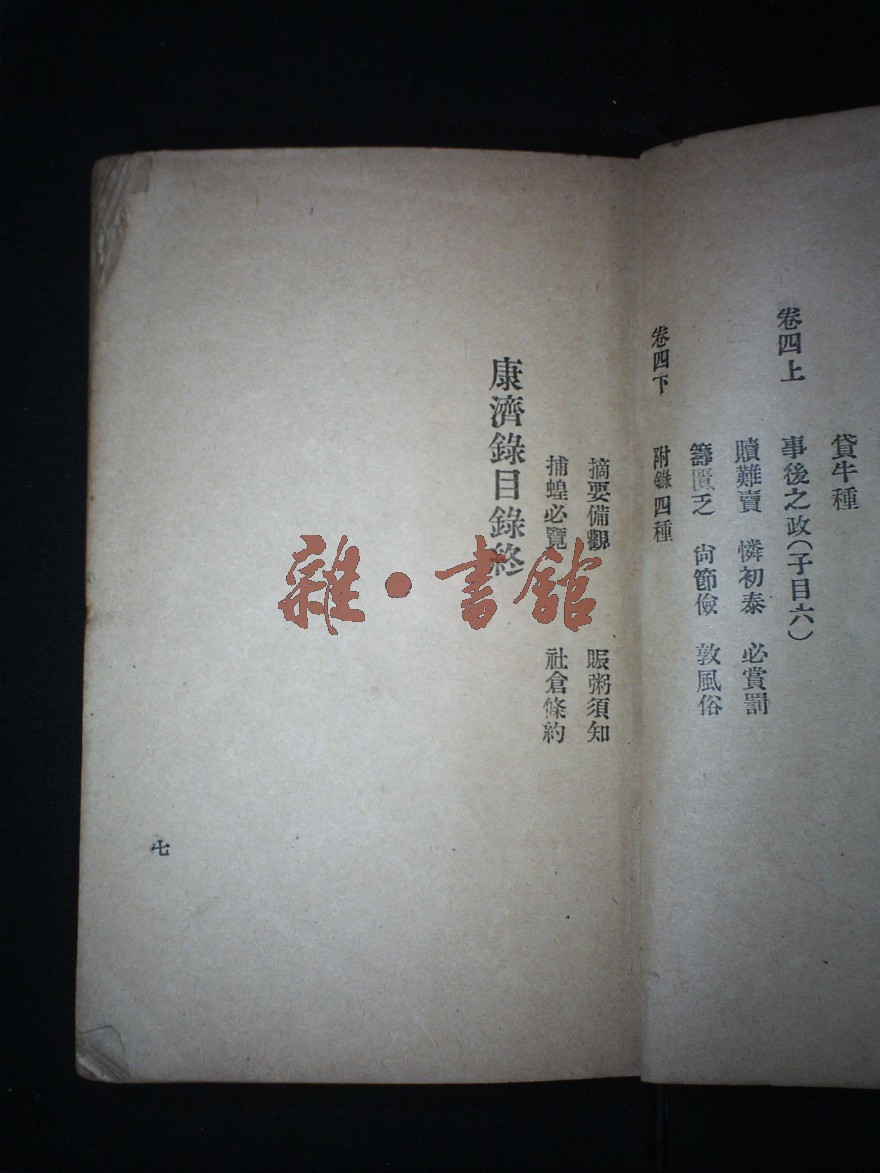 貸牛種
卷四上
事後之政(子目六)
贖難賣 憐初泰 必賞罰
籌匱乏 尙節儉 敦風俗
卷四下 附錄四種
摘要備觀 賑粥須知
捕蝗必覽 社倉條約
康濟錄目錄終
七
雜·書館